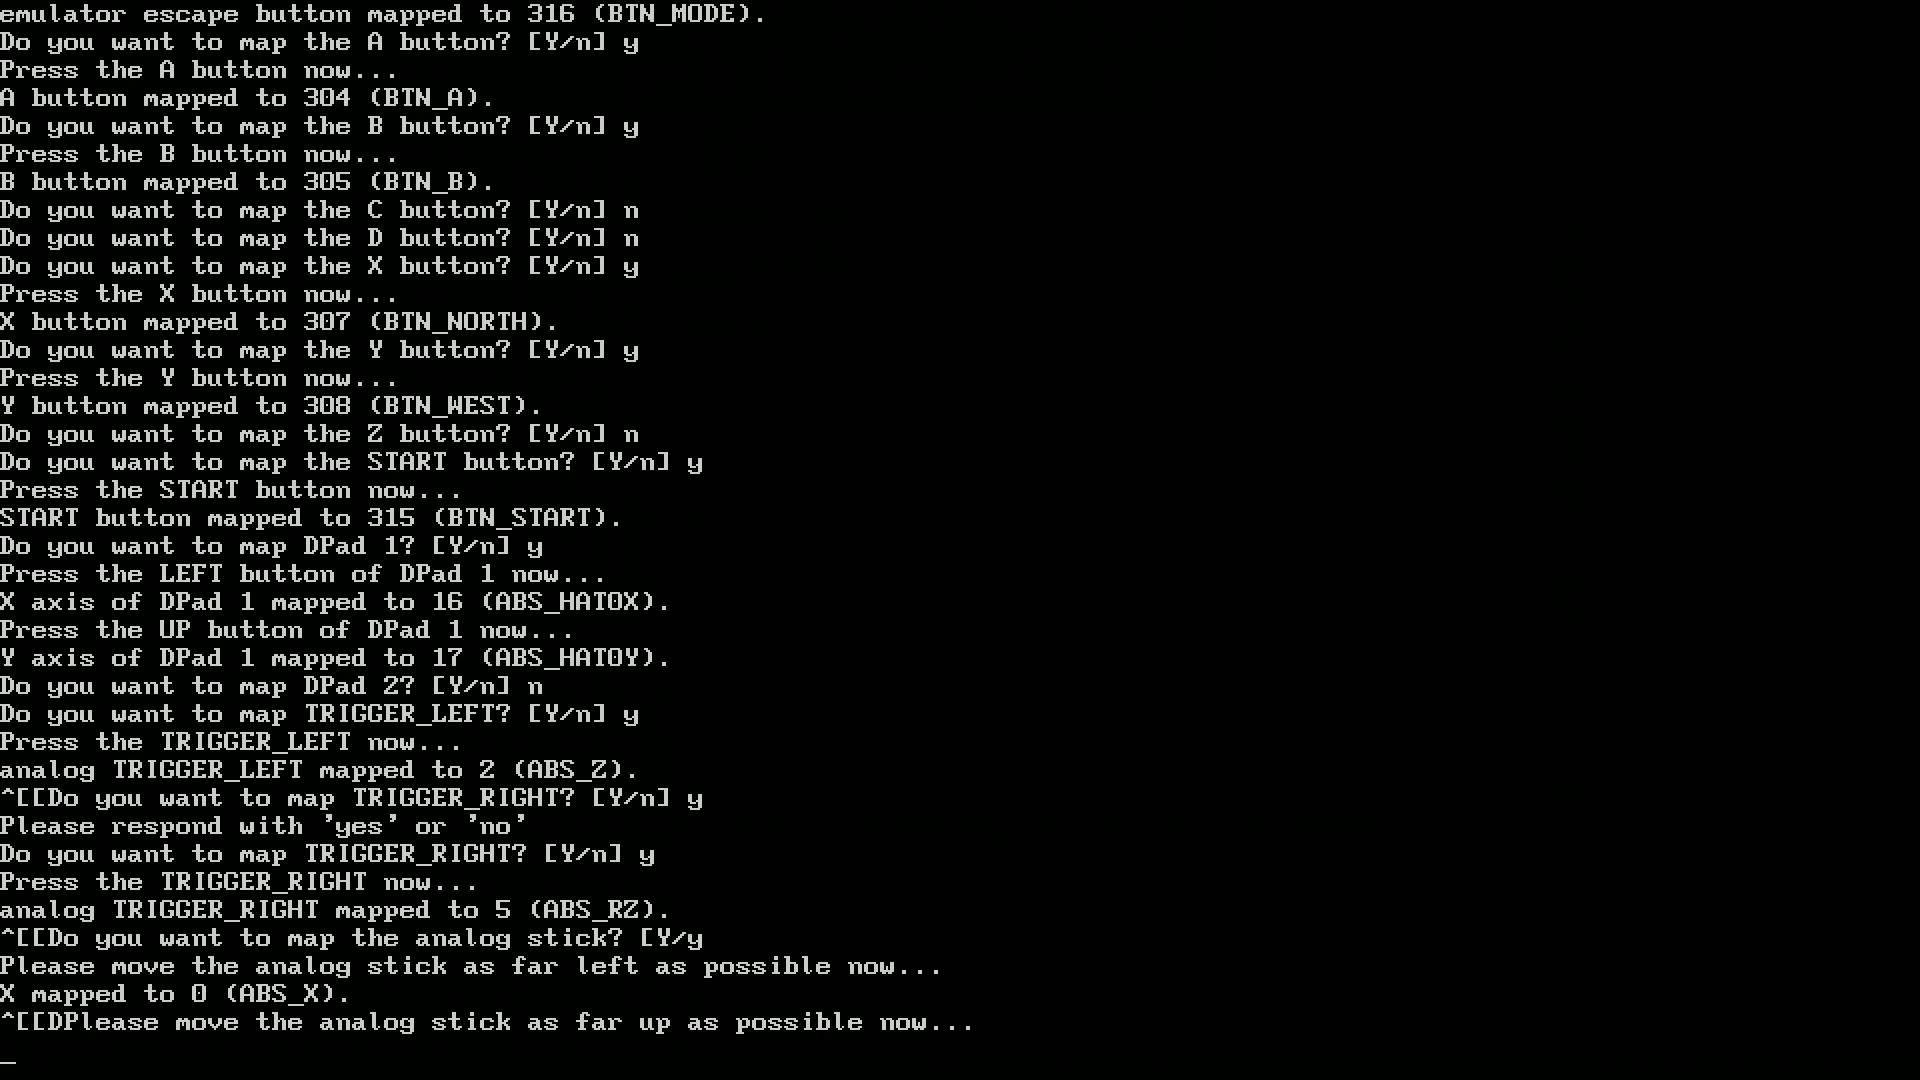 emulator escape button mapped to 316 (BTN_MODE).
Do you want to map the A button? [Y/n] y
Press the A button now...
A button mapped to 304 (BTN_A).
Do you want to map the B button? [Y/n] y
Press the B button now...
B button mapped to 305 (BTN_B).
Do you want to map the C button? [Y/n] n
Do you want to map the D button? [Y/n] n
Do you want to map the X button? [Y/n] y
Press the X button now...
X button mapped to 307 (BTN_NORTH).
Do you want to map the Y button? [Y/n] y
Press the Y button now...
Y button mapped to 308 (BTN_WEST).
Do you want to map the Z button? [Y/n] n
Do you want to map the START button? [Y/n] y
Press the START button now...
START button mapped to 315 (BTN_START).
Do you want to map DPad 1? [Y/n] y
Press the LEFT button of DPad 1 now...
X axis of DPad 1 mapped to 16 (ABS_HAT0X).
Press the UP button of DPad 1 now...
Y axis of DPad 1 mapped to 17 (ABS_HAT0Y).
Do you want to map DPad 2? [Y/n] n
Do you want to map TRIGGER_LEFT? [Y/n] y
Press the TRIGGER_LEFT now...
analog TRIGGER_LEFT mapped to 2 (ABS_Z).
^[[Do you want to map TRIGGER_RIGHT? [Y/n] y
Please respond with 'yes' or 'no'
Do you want to map TRIGGER_RIGHT? [Y/n] y
Press the TRIGGER_RIGHT now...
analog TRIGGER_RIGHT mapped to 5 (ABS_RZ).
^[[Do you want to map the analog stick? [Y/y
Please move the analog stick as far left as possible now...
X mapped to 0 (ABS_X).
^[[DPlease move the analog stick as far up as possible now...
_